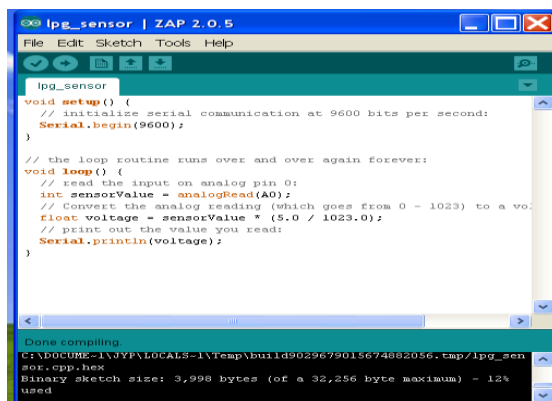 lpg_sensor | ZAP 2.0.5
File Edit Sketch Tools Help
lpg_sensor
void setup() {
  // initialize serial communication at 9600 bits per second:
  Serial.begin(9600);
}
// the loop routine runs over and over again forever:
void loop() {
  // read the input on analog pin 0:
  int sensorValue = analogRead(A0);
  // Convert the analog reading (which goes from 0 - 1023) to a vol
  float voltage = sensorValue * (5.0 / 1023.0);
  // print out the value you read:
  Serial.println(voltage);
}
Done compiling.
C:\DOCUME~1\JYP\LOCALS~1\Temp\build9029679015674882056.tmp/lpg_sen
sor.cpp.hex
Binary sketch size: 3,998 bytes (of a 32,256 byte maximum) - 12%
used